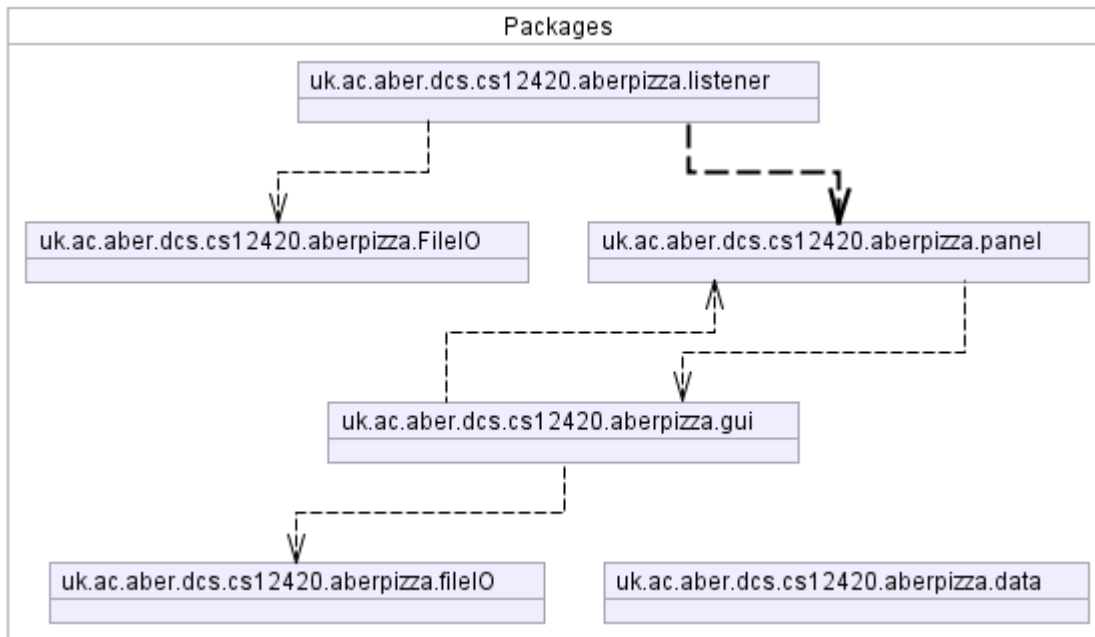 Packages
uk.ac.aber.dcs.cs12420.aberpizza.listener
uk.ac.aber.dcs.cs12420.aberpizza.FileIO
uk.ac.aber.dcs.cs12420.aberpizza.panel
uk.ac.aber.dcs.cs12420.aberpizza.gui
uk.ac.aber.dcs.cs12420.aberpizza.fileIO
uk.ac.aber.dcs.cs12420.aberpizza.data